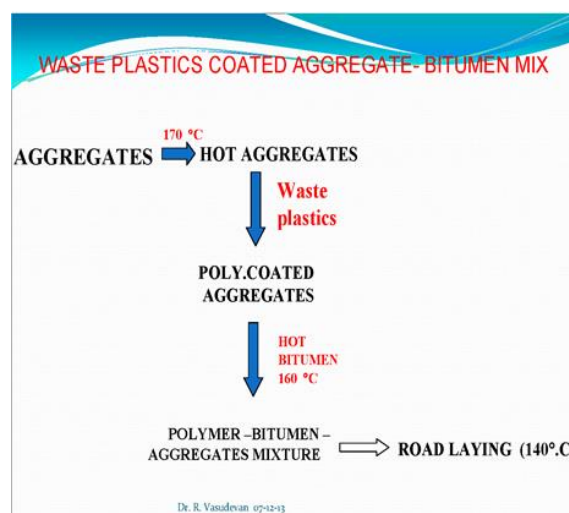 WASTE PLASTICS COATED AGGREGATE- BITUMEN MIX
170 °C
AGGREGATES
HOT AGGREGATES
Waste
plastics
POLY.COATED
AGGREGATES
HOT
BITUMEN
160 °C
POLYMER –BITUMEN –
AGGREGATES MIXTURE
ROAD LAYING (140°.C
Dr. R. Vasudevan 07-12-13